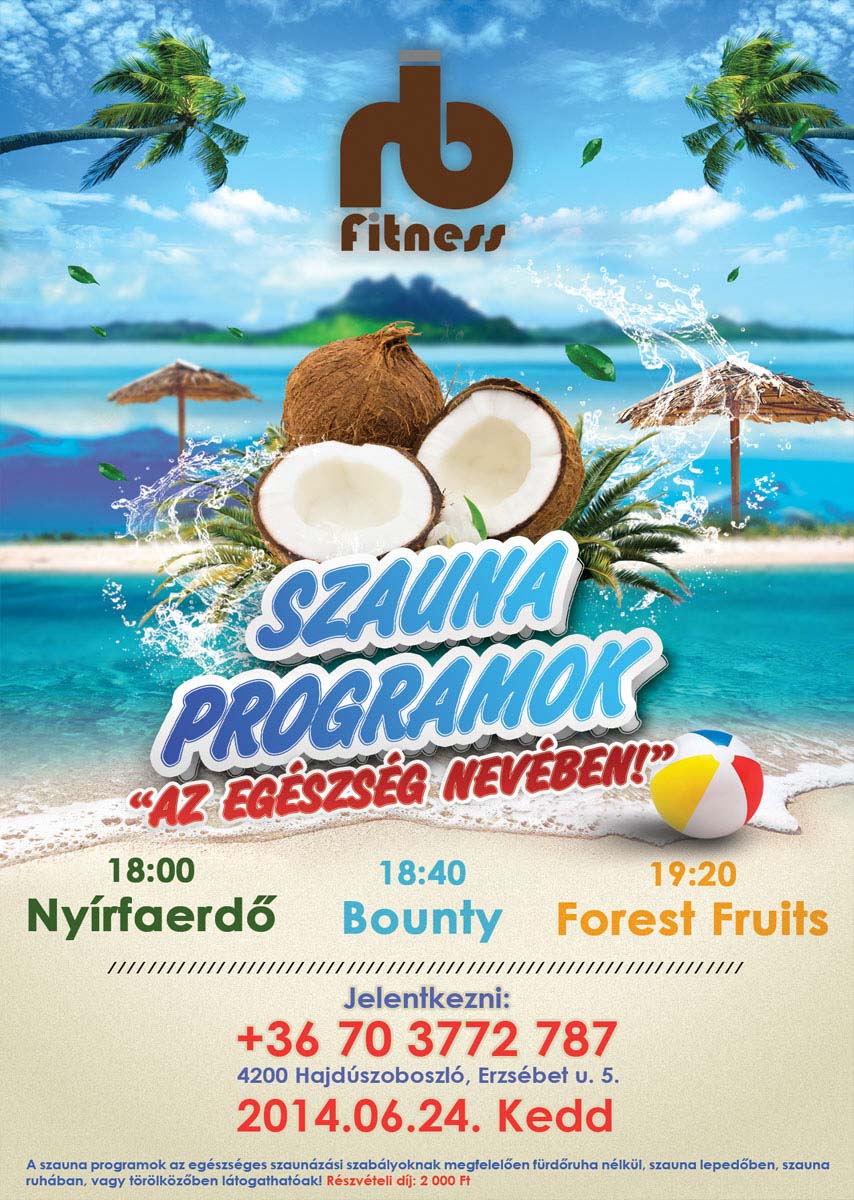 rb
Fitness
SZAUNA
PROGRAMOK
“AZ EGÉSZSÉG NEVÉBEN!”
18:00
Nyírfaerdő
18:40
Bounty
19:20
Forest Fruits
Jelentkezni:
+36 70 3772 787
4200 Hajdúszoboszló, Erzsébet u. 5.
2014.06.24. Kedd
A szauna programok az egészséges szaunázási szabályoknak megfelelően fürdőruha nélkül, szauna lepedőben, szauna
ruhában, vagy törölközőben látogathatóak! Részvételi díj: 2 000 Ft